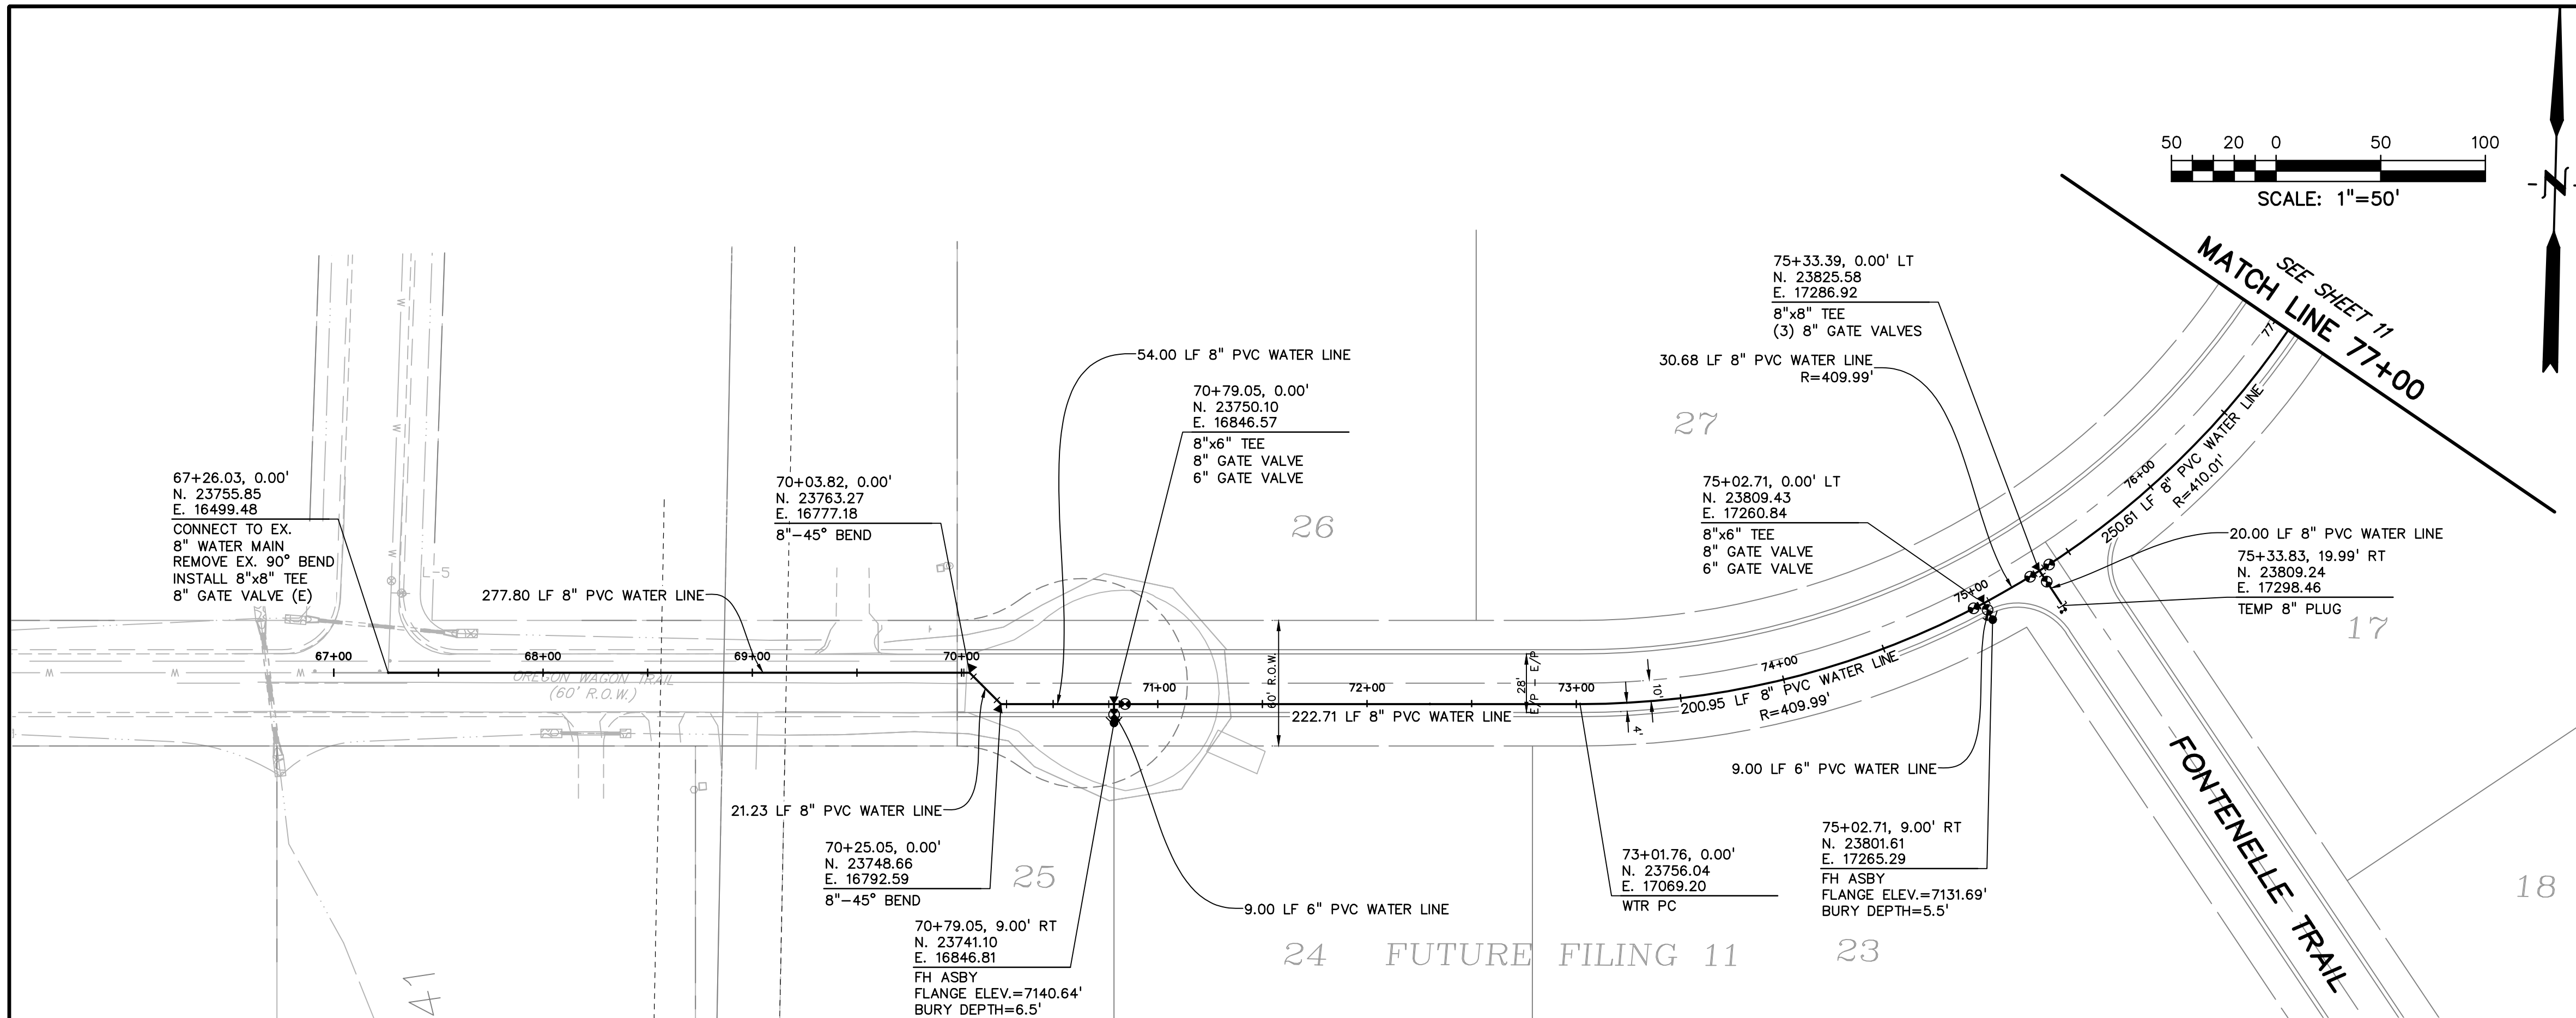 50 20 0 50 100
SCALE: 1"=50'
N
SEE SHEET 11
MATCH LINE 77+00
75+33.39, 0.00' LT
N. 23825.58
E. 17286.92
8"x8" TEE
(3) 8" GATE VALVES
54.00 LF 8" PVC WATER LINE
30.68 LF 8" PVC WATER LINE
R=409.99'
70+79.05, 0.00'
N. 23750.10
E. 16846.57
8"x6" TEE
8" GATE VALVE
6" GATE VALVE
27
26
67+26.03, 0.00'
N. 23755.85
E. 16499.48
CONNECT TO EX.
8" WATER MAIN
REMOVE EX. 90° BEND
INSTALL 8"x8" TEE
8" GATE VALVE (E)
70+03.82, 0.00'
N. 23763.27
E. 16777.18
8"-45° BEND
75+02.71, 0.00' LT
N. 23809.43
E. 17260.84
8"x6" TEE
8" GATE VALVE
6" GATE VALVE
250.61 LF 8" PVC WATER LINE
R=410.01'
20.00 LF 8" PVC WATER LINE
75+33.83, 19.99' RT
N. 23809.24
E. 17298.46
TEMP 8" PLUG
17
L-5
277.80 LF 8" PVC WATER LINE
67+00
68+00
69+00
70+00
71+00
72+00
73+00
74+00
75+00
76+00
77+
W
W
W
W
W
W
OREGON WAGON TRAIL
(60' R.O.W.)
60' R.O.W.
28'
E/P - E/P
10'
4'
222.71 LF 8" PVC WATER LINE
200.95 LF 8" PVC WATER LINE
R=409.99'
9.00 LF 6" PVC WATER LINE
21.23 LF 8" PVC WATER LINE
70+25.05, 0.00'
N. 23748.66
E. 16792.59
8"-45° BEND
25
73+01.76, 0.00'
N. 23756.04
E. 17069.20
WTR PC
75+02.71, 9.00' RT
N. 23801.61
E. 17265.29
FH ASBY
FLANGE ELEV.=7131.69'
BURY DEPTH=5.5'
9.00 LF 6" PVC WATER LINE
70+79.05, 9.00' RT
N. 23741.10
E. 16846.81
FH ASBY
FLANGE ELEV.=7140.64'
BURY DEPTH=6.5'
24 FUTURE FILING 11 23
18
41
FONTENELLE TRAIL